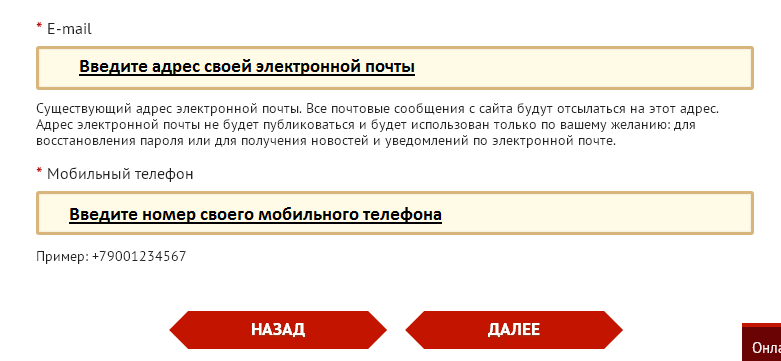 * E-mail
Введите адрес своей электронной почты
Существующий адрес электронной почты. Все почтовые сообщения с сайта будут отсылаться на этот адрес.
Адрес электронной почты не будет публиковаться и будет использован только по вашему желанию: для
восстановления пароля или для получения новостей и уведомлений по электронной почте.
* Мобильный телефон
Введите номер своего мобильного телефона
Пример: +79001234567
НАЗАД
ДАЛЕЕ